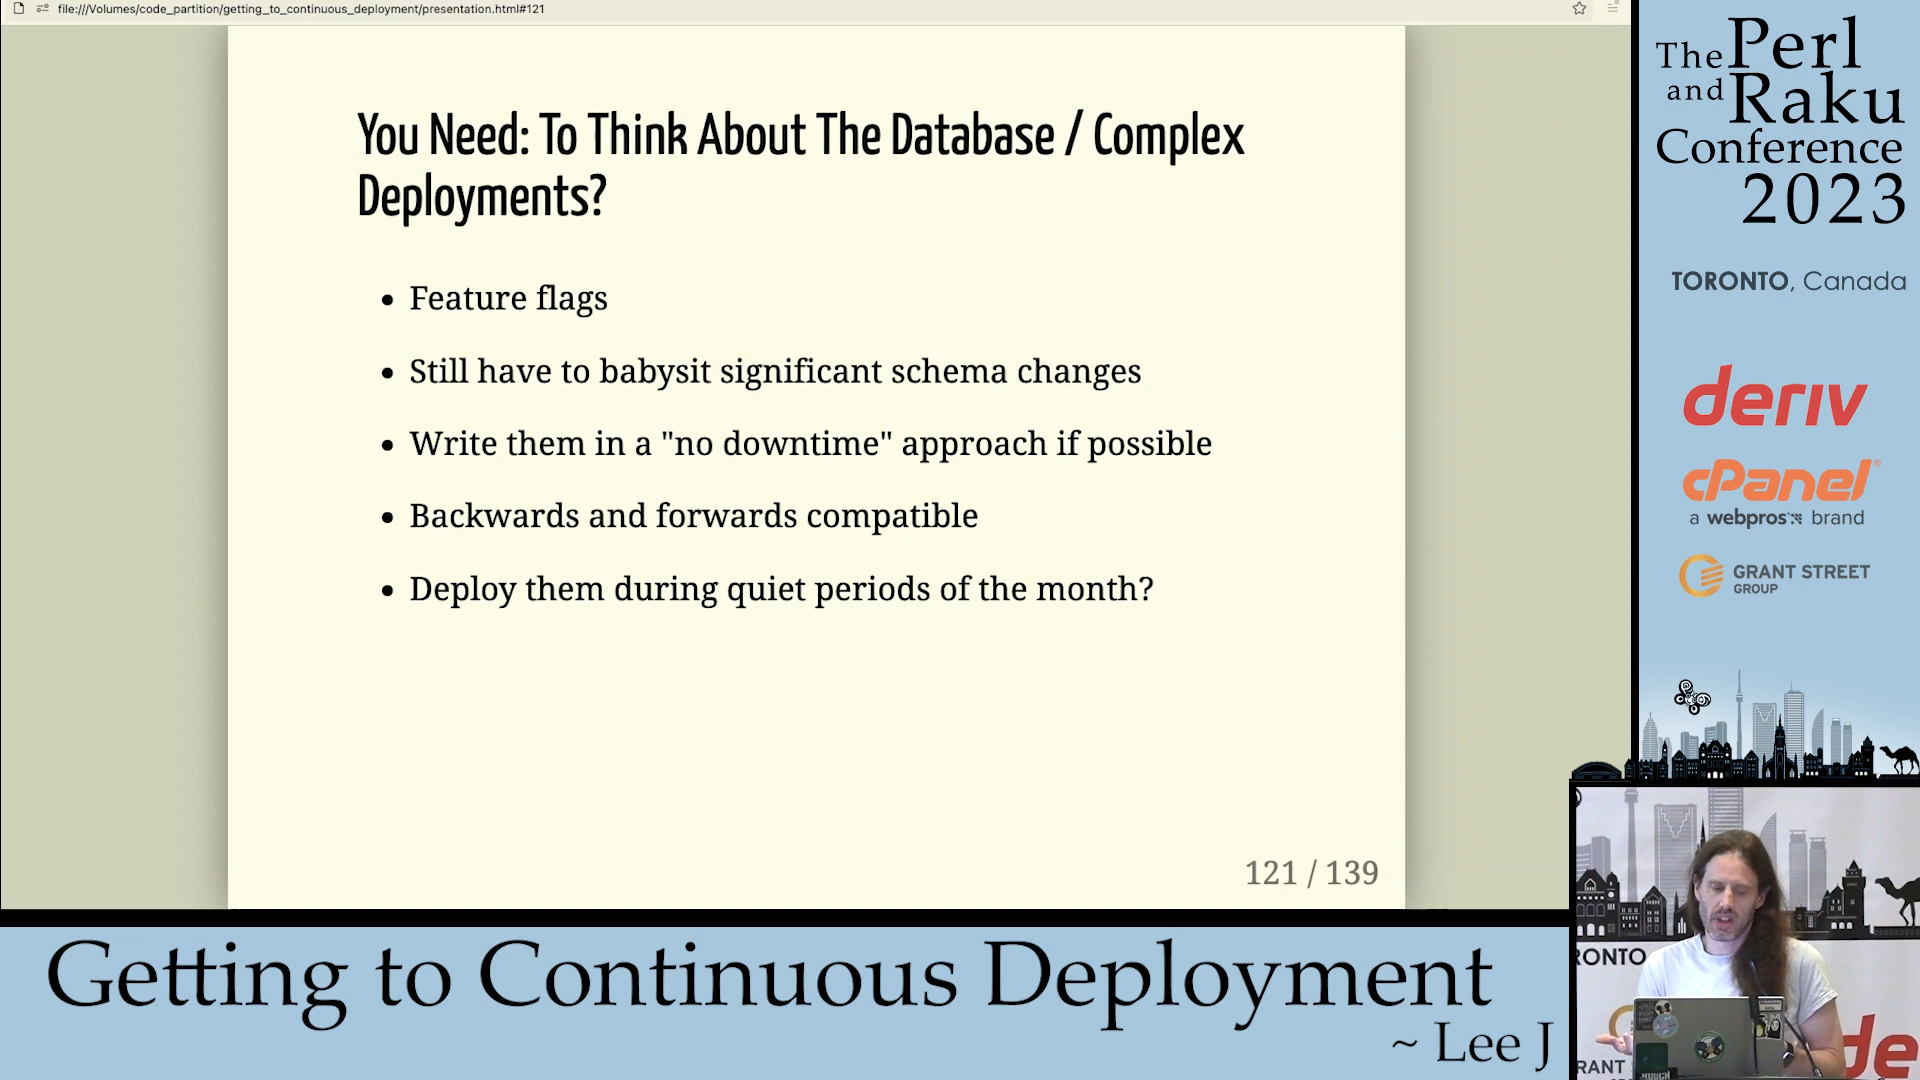 file:///Volumes/code_partition/getting_to_continuous_deployment/presentation.html#121
You Need: To Think About The Database / Complex
Deployments?
• Feature flags
• Still have to babysit significant schema changes
• Write them in a "no downtime" approach if possible
• Backwards and forwards compatible
• Deploy them during quiet periods of the month?
121 / 139
The Perl
and Raku
Conference
2023
TORONTO, Canada
deriv
cPanel®
a webpros brand
GRANT STREET
GROUP
Getting to Continuous Deployment
~ Lee J
RONTO
RANT
de